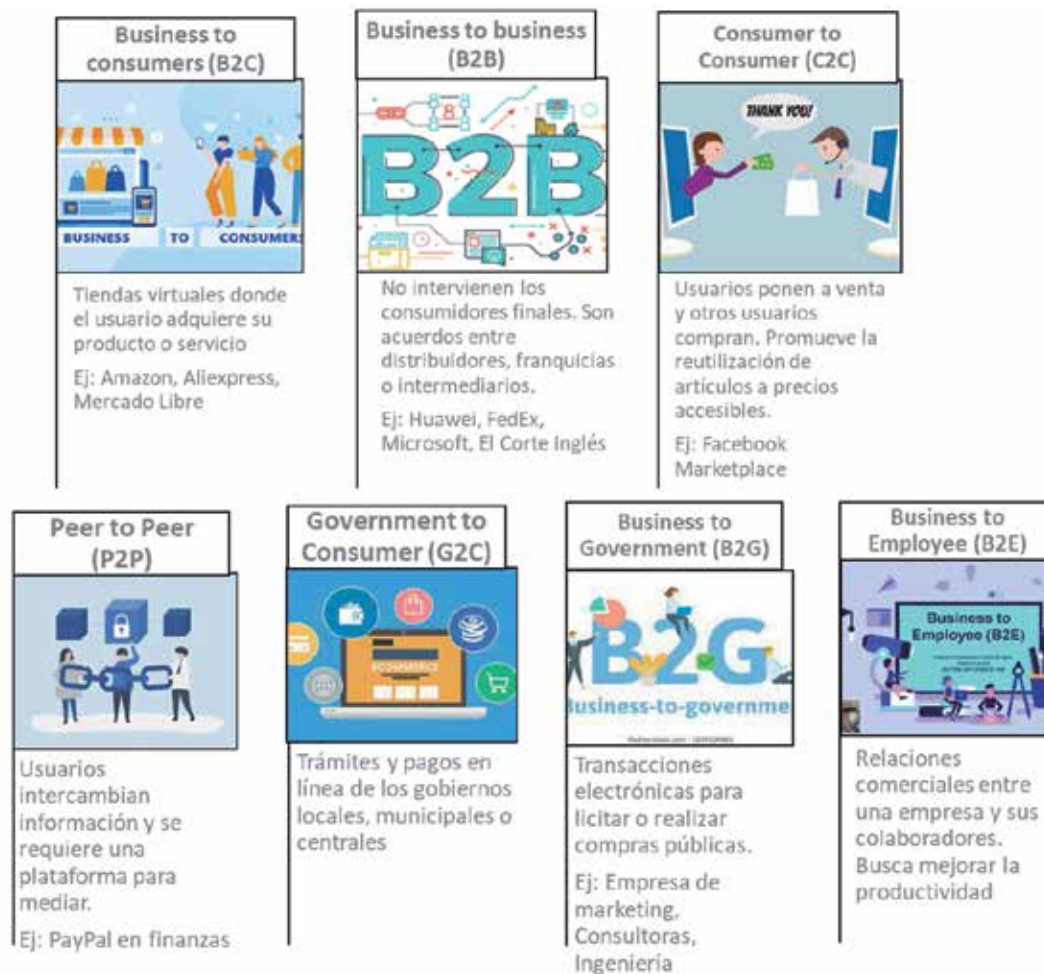 Business to
consumers (B2C)
BUSINESS TO CONSUMERS
Tiendas virtuales donde
el usuario adquiere su
producto o servicio
Ej: Amazon, Aliexpress,
Mercado Libre
Business to business
(B2B)
B2B
No intervienen los
consumidores finales. Son
acuerdos entre
distribuidores, franquicias
o intermediarios.
Ej: Huawei, FedEx,
Microsoft, El Corte Inglés
Consumer to
Consumer (C2C)
THANK YOU!
Usuarios ponen a venta
y otros usuarios
compran. Promueve la
reutilización de
artículos a precios
accesibles.
Ej: Facebook
Marketplace
Peer to Peer
(P2P)
Usuarios
intercambian
información y se
requiere una
plataforma para
mediar.
Ej: PayPal en finanzas
Government to
Consumer (G2C)
ECOMMERCE
Trámites y pagos en
línea de los gobiernos
locales, municipales o
centrales
Business to
Government (B2G)
B2G
Business-to-governme
Transacciones
electrónicas para
licitar o realizar
compras públicas.
Ej: Empresa de
marketing,
Consultoras,
Ingeniería
Business to
Employee (B2E)
Business to
Employee (B2E)
Relaciones
comerciales entre
una empresa y sus
colaboradores.
Busca mejorar la
productividad